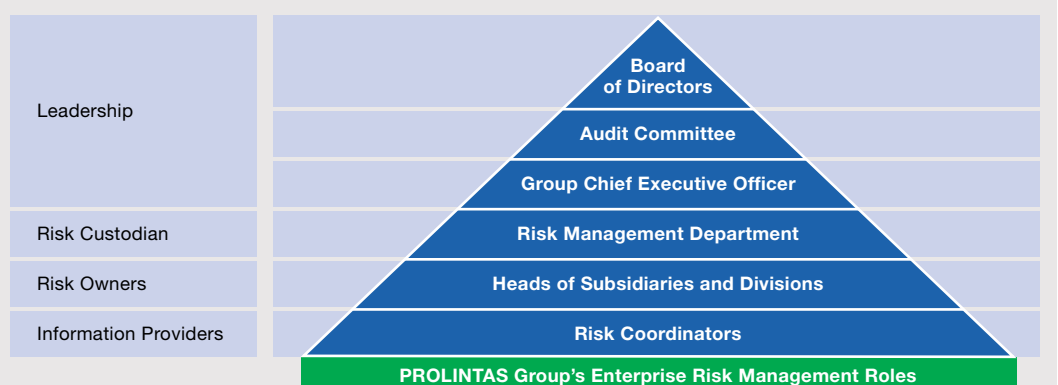 Leadership
Board
of Directors
Audit Committee
Group Chief Executive Officer
Risk Custodian
Risk Management Department
Risk Owners
Heads of Subsidiaries and Divisions
Information Providers
Risk Coordinators
PROLINTAS Group's Enterprise Risk Management Roles